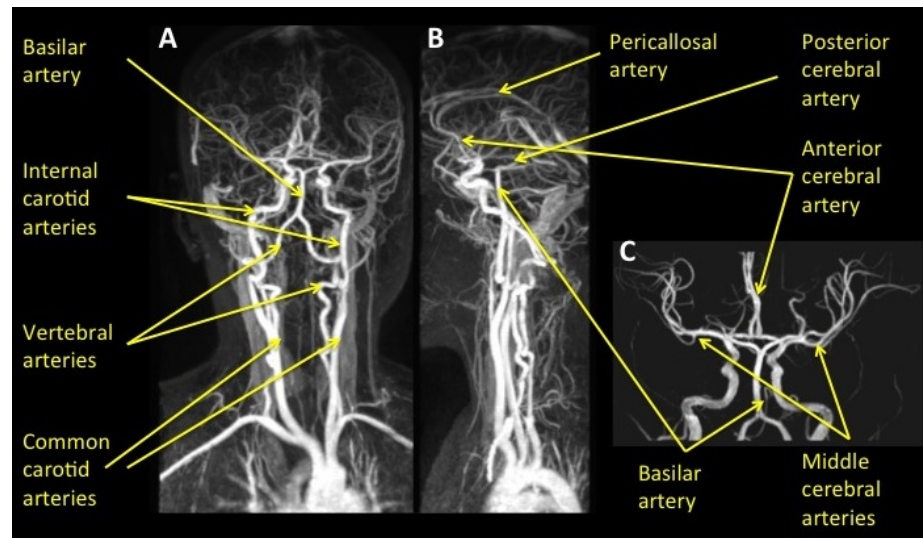 A
B
C
Basilar
artery
Internal
carotid
arteries
Vertebral
arteries
Common
carotid
arteries
Pericallosal
artery
Posterior
cerebral
artery
Anterior
cerebral
artery
Basilar
artery
Middle
cerebral
arteries